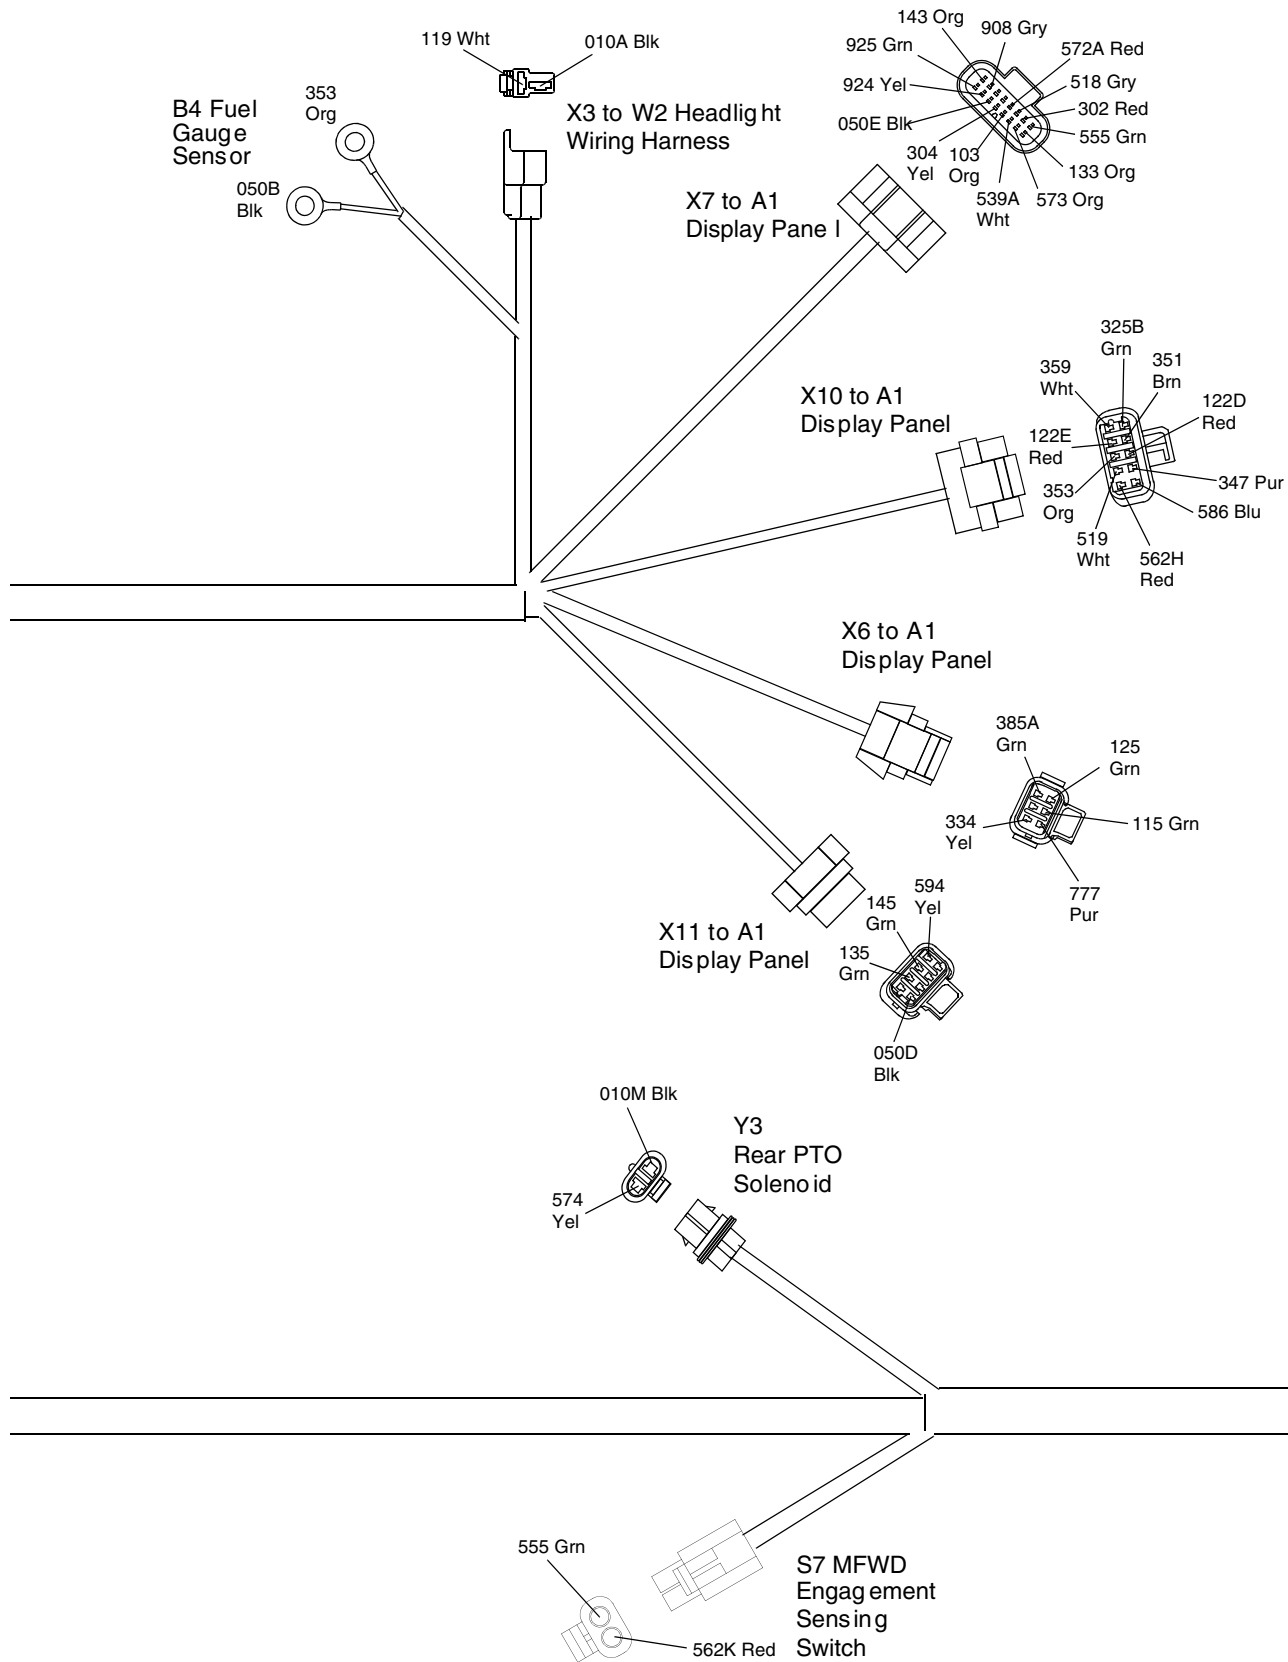 119 Wht
010A Blk
B4 Fuel
Gauge
Sensor
353
Org
050B
Blk
X3 to W2 Headlight
Wiring Harness
143 Org
908 Gry
925 Grn
572A Red
924 Yel
518 Gry
302 Red
050E Blk
555 Grn
304
Yel
103
Org
133 Org
539A
Wht
573 Org
X7 to A1
Display Pane l
325B
Grn
359
Wht
351
Brn
122D
Red
X10 to A1
Display Panel
122E
Red
353
Org
347 Pur
586 Blu
519
Wht
562H
Red
X6 to A1
Display Panel
385A
Grn
125
Grn
334
Yel
115 Grn
777
Pur
594
Yel
145
Grn
X11 to A1
Display Panel
135
Grn
050D
Blk
010M Blk
Y3
Rear PTO
Solenoid
574
Yel
555 Grn
S7 MFWD
Engagement
Sensing
Switch
562K Red